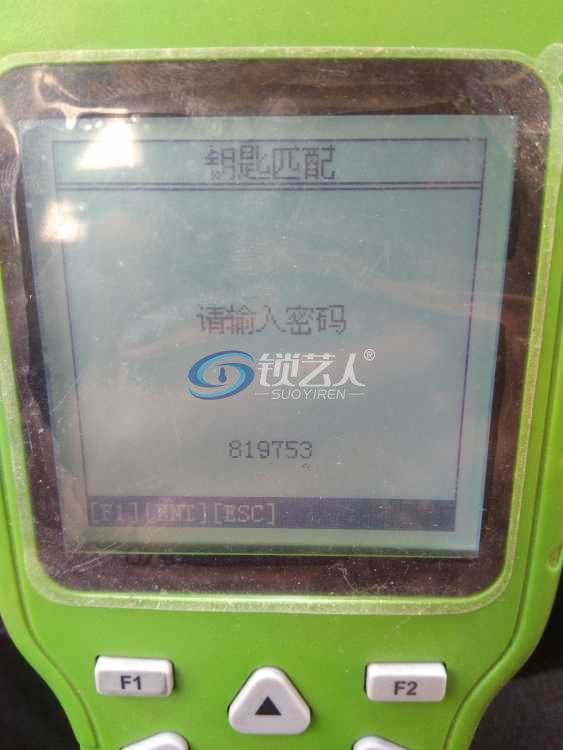 钥匙匹配
请输入密码
锁艺人®
SUOYIREN
819753
[F1][ENT][ESC]
F1
F2